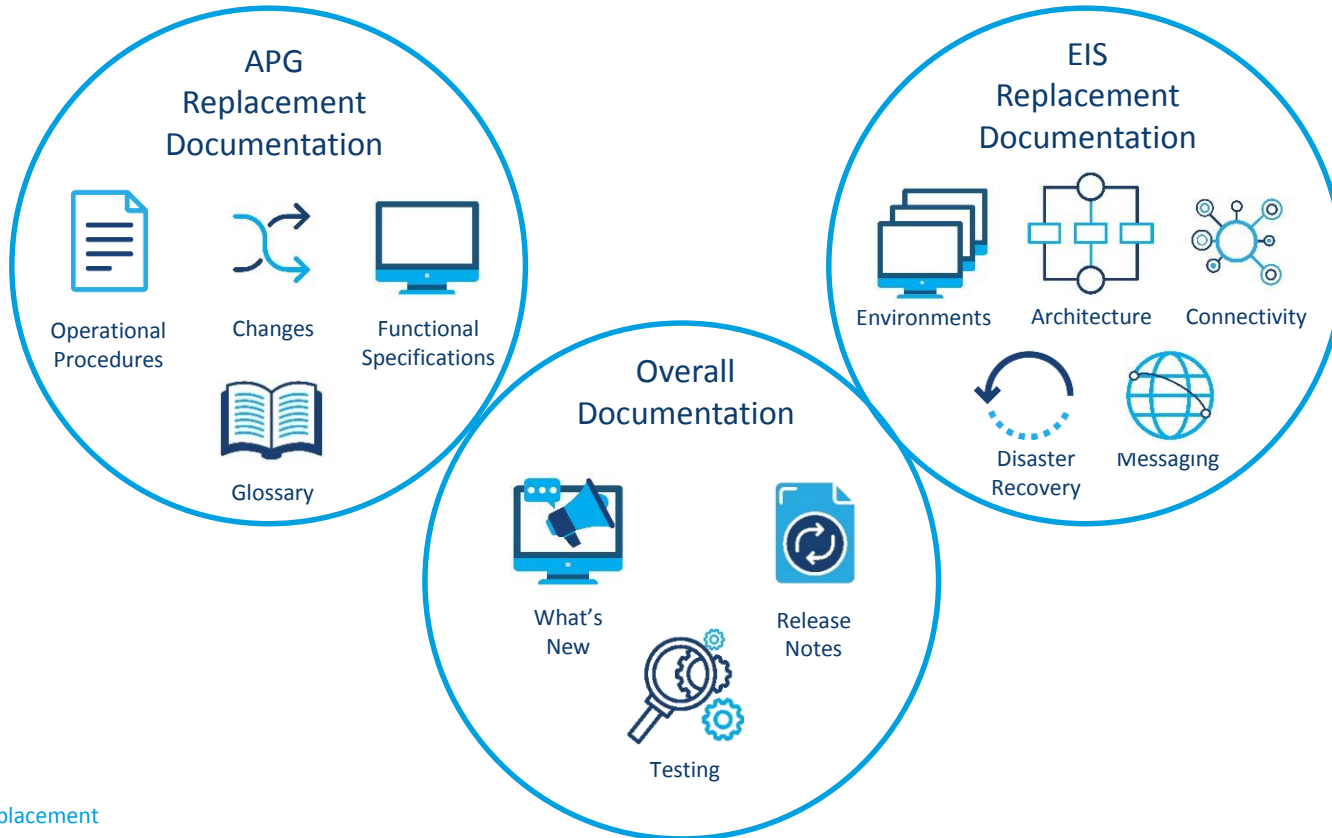 APG
Replacement
Documentation
Operational
Procedures
Changes
Functional
Specifications
Glossary
EIS
Replacement
Documentation
Environments
Architecture
Connectivity
Disaster
Recovery
Messaging
Overall
Documentation
What's
New
Release
Notes
Testing
placement